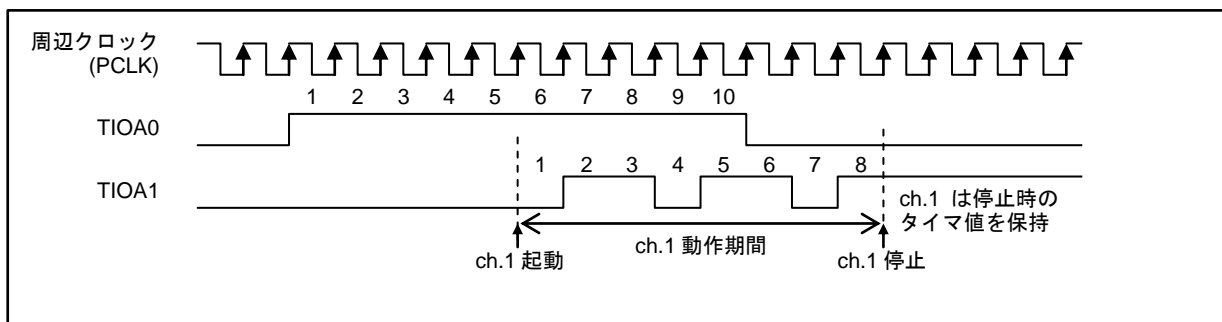 周辺クロック
(PCLK)
1 2 3 4 5 6 7 8 9 10
TIOA0
1 2 3 4 5 6 7 8
TIOA1
ch.1 は停止時の
タイマ値を保持
ch.1 動作期間
ch.1 起動
ch.1 停止